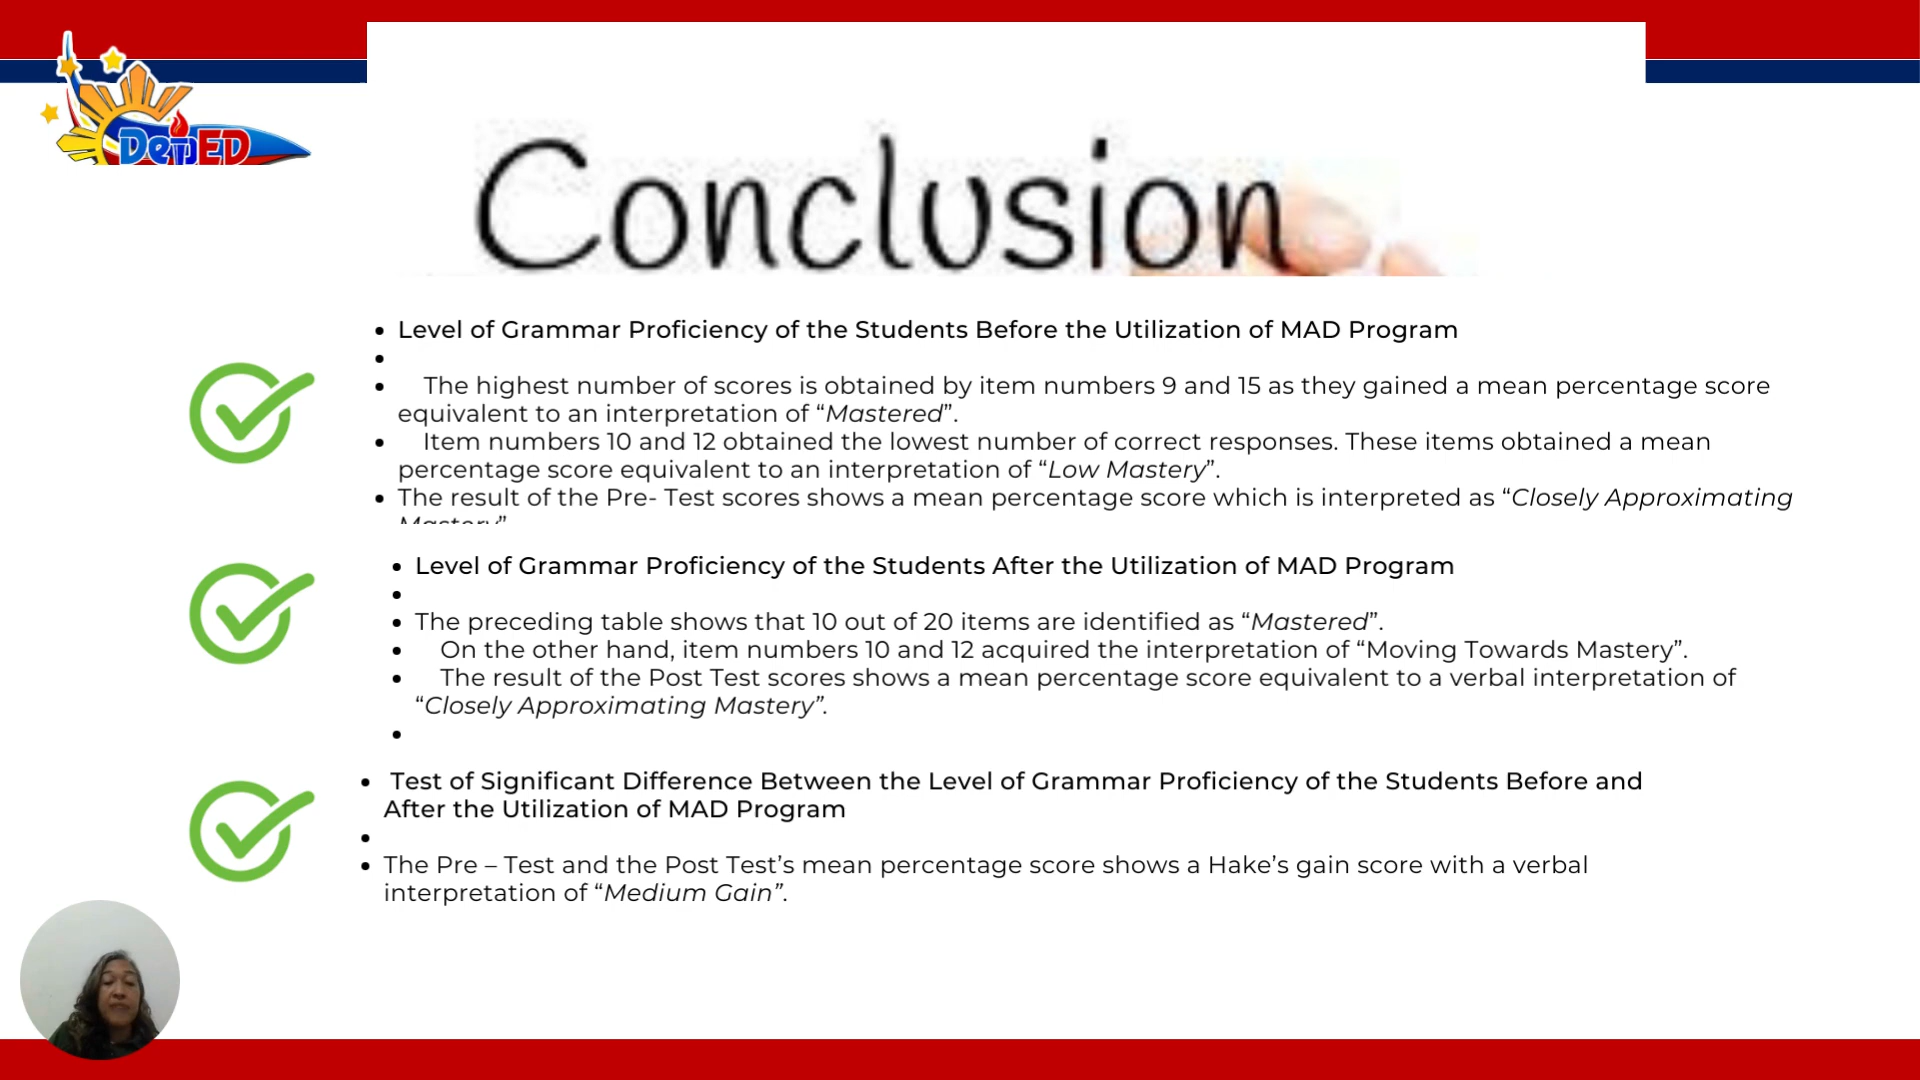 DepED
Conclusion
• Level of Grammar Proficiency of the Students Before the Utilization of MAD Program
•
• The highest number of scores is obtained by item numbers 9 and 15 as they gained a mean percentage score
equivalent to an interpretation of “Mastered”.
• Item numbers 10 and 12 obtained the lowest number of correct responses. These items obtained a mean
percentage score equivalent to an interpretation of “Low Mastery”.
• The result of the Pre- Test scores shows a mean percentage score which is interpreted as “Closely Approximating
Mastery”
• Level of Grammar Proficiency of the Students After the Utilization of MAD Program
•
• The preceding table shows that 10 out of 20 items are identified as “Mastered”.
• On the other hand, item numbers 10 and 12 acquired the interpretation of “Moving Towards Mastery”.
• The result of the Post Test scores shows a mean percentage score equivalent to a verbal interpretation of
“Closely Approximating Mastery”.
•
• Test of Significant Difference Between the Level of Grammar Proficiency of the Students Before and
After the Utilization of MAD Program
•
• The Pre – Test and the Post Test’s mean percentage score shows a Hake’s gain score with a verbal
interpretation of “Medium Gain”.